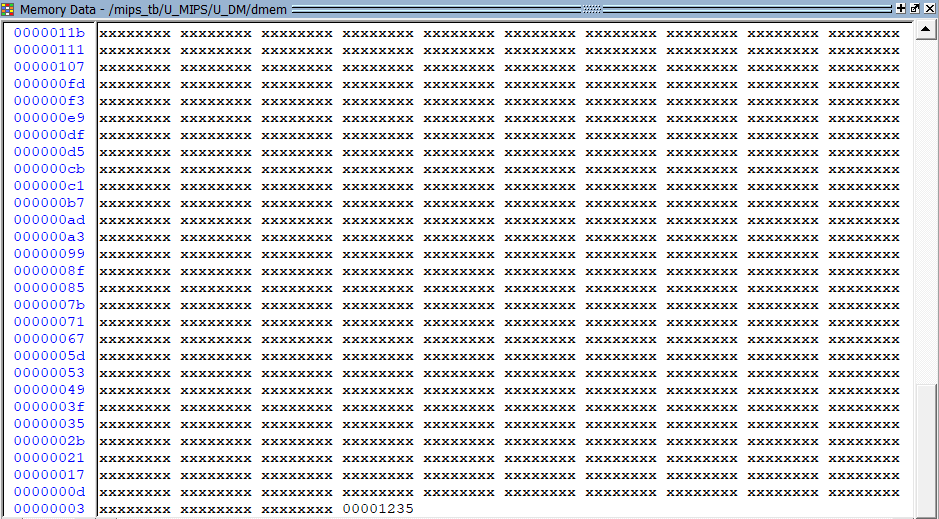 Memory Data - /mips_tb/U_MIPS/U_DM/dmem
0000011b xxxxxxxx xxxxxxxx xxxxxxxx xxxxxxxx xxxxxxxx xxxxxxxx xxxxxxxx xxxxxxxx xxxxxxxx xxxxxxxx
00000111 xxxxxxxx xxxxxxxx xxxxxxxx xxxxxxxx xxxxxxxx xxxxxxxx xxxxxxxx xxxxxxxx xxxxxxxx xxxxxxxx
00000107 xxxxxxxx xxxxxxxx xxxxxxxx xxxxxxxx xxxxxxxx xxxxxxxx xxxxxxxx xxxxxxxx xxxxxxxx xxxxxxxx
000000fd xxxxxxxx xxxxxxxx xxxxxxxx xxxxxxxx xxxxxxxx xxxxxxxx xxxxxxxx xxxxxxxx xxxxxxxx xxxxxxxx
000000f3 xxxxxxxx xxxxxxxx xxxxxxxx xxxxxxxx xxxxxxxx xxxxxxxx xxxxxxxx xxxxxxxx xxxxxxxx xxxxxxxx
000000e9 xxxxxxxx xxxxxxxx xxxxxxxx xxxxxxxx xxxxxxxx xxxxxxxx xxxxxxxx xxxxxxxx xxxxxxxx xxxxxxxx
000000df xxxxxxxx xxxxxxxx xxxxxxxx xxxxxxxx xxxxxxxx xxxxxxxx xxxxxxxx xxxxxxxx xxxxxxxx xxxxxxxx
000000d5 xxxxxxxx xxxxxxxx xxxxxxxx xxxxxxxx xxxxxxxx xxxxxxxx xxxxxxxx xxxxxxxx xxxxxxxx xxxxxxxx
000000cb xxxxxxxx xxxxxxxx xxxxxxxx xxxxxxxx xxxxxxxx xxxxxxxx xxxxxxxx xxxxxxxx xxxxxxxx xxxxxxxx
000000c1 xxxxxxxx xxxxxxxx xxxxxxxx xxxxxxxx xxxxxxxx xxxxxxxx xxxxxxxx xxxxxxxx xxxxxxxx xxxxxxxx
000000b7 xxxxxxxx xxxxxxxx xxxxxxxx xxxxxxxx xxxxxxxx xxxxxxxx xxxxxxxx xxxxxxxx xxxxxxxx xxxxxxxx
000000ad xxxxxxxx xxxxxxxx xxxxxxxx xxxxxxxx xxxxxxxx xxxxxxxx xxxxxxxx xxxxxxxx xxxxxxxx xxxxxxxx
000000a3 xxxxxxxx xxxxxxxx xxxxxxxx xxxxxxxx xxxxxxxx xxxxxxxx xxxxxxxx xxxxxxxx xxxxxxxx xxxxxxxx
00000099 xxxxxxxx xxxxxxxx xxxxxxxx xxxxxxxx xxxxxxxx xxxxxxxx xxxxxxxx xxxxxxxx xxxxxxxx xxxxxxxx
0000008f xxxxxxxx xxxxxxxx xxxxxxxx xxxxxxxx xxxxxxxx xxxxxxxx xxxxxxxx xxxxxxxx xxxxxxxx xxxxxxxx
00000085 xxxxxxxx xxxxxxxx xxxxxxxx xxxxxxxx xxxxxxxx xxxxxxxx xxxxxxxx xxxxxxxx xxxxxxxx xxxxxxxx
0000007b xxxxxxxx xxxxxxxx xxxxxxxx xxxxxxxx xxxxxxxx xxxxxxxx xxxxxxxx xxxxxxxx xxxxxxxx xxxxxxxx
00000071 xxxxxxxx xxxxxxxx xxxxxxxx xxxxxxxx xxxxxxxx xxxxxxxx xxxxxxxx xxxxxxxx xxxxxxxx xxxxxxxx
00000067 xxxxxxxx xxxxxxxx xxxxxxxx xxxxxxxx xxxxxxxx xxxxxxxx xxxxxxxx xxxxxxxx xxxxxxxx xxxxxxxx
0000005d xxxxxxxx xxxxxxxx xxxxxxxx xxxxxxxx xxxxxxxx xxxxxxxx xxxxxxxx xxxxxxxx xxxxxxxx xxxxxxxx
00000053 xxxxxxxx xxxxxxxx xxxxxxxx xxxxxxxx xxxxxxxx xxxxxxxx xxxxxxxx xxxxxxxx xxxxxxxx xxxxxxxx
00000049 xxxxxxxx xxxxxxxx xxxxxxxx xxxxxxxx xxxxxxxx xxxxxxxx xxxxxxxx xxxxxxxx xxxxxxxx xxxxxxxx
0000003f xxxxxxxx xxxxxxxx xxxxxxxx xxxxxxxx xxxxxxxx xxxxxxxx xxxxxxxx xxxxxxxx xxxxxxxx xxxxxxxx
00000035 xxxxxxxx xxxxxxxx xxxxxxxx xxxxxxxx xxxxxxxx xxxxxxxx xxxxxxxx xxxxxxxx xxxxxxxx xxxxxxxx
0000002b xxxxxxxx xxxxxxxx xxxxxxxx xxxxxxxx xxxxxxxx xxxxxxxx xxxxxxxx xxxxxxxx xxxxxxxx xxxxxxxx
00000021 xxxxxxxx xxxxxxxx xxxxxxxx xxxxxxxx xxxxxxxx xxxxxxxx xxxxxxxx xxxxxxxx xxxxxxxx xxxxxxxx
00000017 xxxxxxxx xxxxxxxx xxxxxxxx xxxxxxxx xxxxxxxx xxxxxxxx xxxxxxxx xxxxxxxx xxxxxxxx xxxxxxxx
0000000d xxxxxxxx xxxxxxxx xxxxxxxx xxxxxxxx xxxxxxxx xxxxxxxx xxxxxxxx xxxxxxxx xxxxxxxx xxxxxxxx
00000003 xxxxxxxx xxxxxxxx xxxxxxxx 00001235